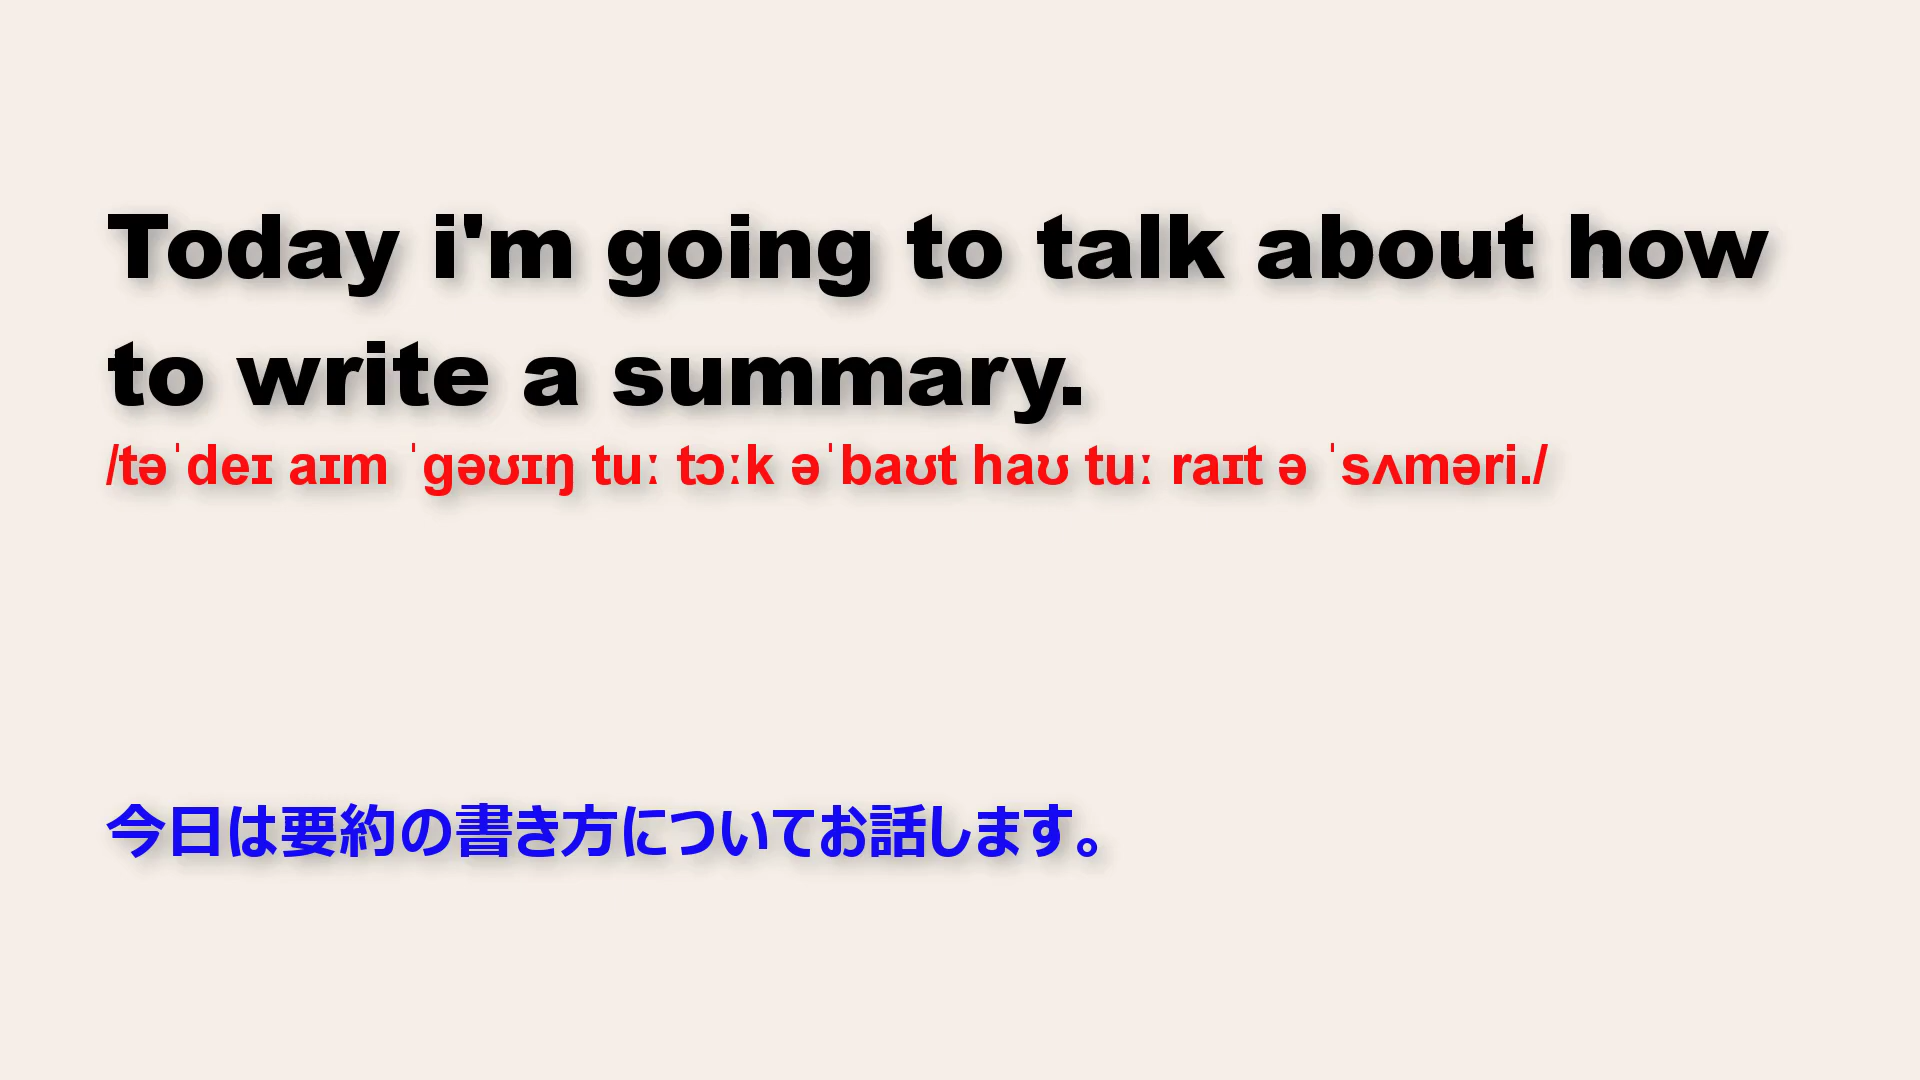 Today i'm going to talk about how
to write a summary.
/təˈdeɪ aɪm ˈgəʊɪŋ tuː tɔːk əˈbaʊt haʊ tuː raɪt ə ˈsʌməri./
今日は要約の書き方についてお話します。